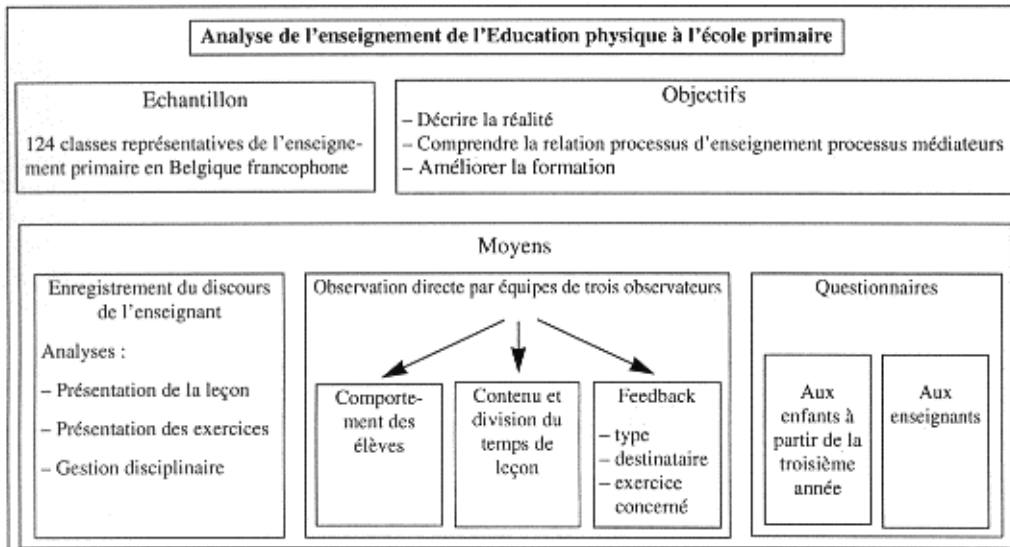 Analyse de l'enseignement de l'Education physique à l'école primaire
Echantillon
124 classes représentatives de l'enseigne-
ment primaire en Belgique francophone
Objectifs
– Décrire la réalité
– Comprendre la relation processus d'enseignement processus médiateurs
– Améliorer la formation
Moyens
Enregistrement du discours
de l'enseignant
Analyses :
– Présentation de la leçon
– Présentation des exercices
– Gestion disciplinaire
Observation directe par équipes de trois observateurs
Comporte-
ment des
élèves
Contenu et
division du
temps de
leçon
Feedback
– type
– destinataire
– exercice
concerné
Questionnaires
Aux
enfants à
partir de la
troisième
année
Aux
enseignants